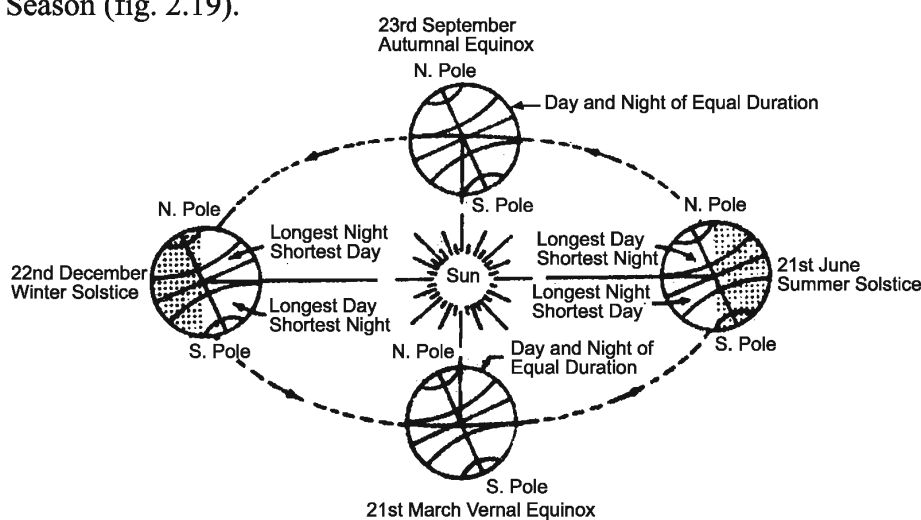 Season (fig. 2.19).
23rd September
Autumnal Equinox
N. Pole
Day and Night of Equal Duration
S. Pole
N. Pole
Longest Night
Shortest Day
22nd December
Winter Solstice
Longest Day
Shortest Night
S. Pole
Sun
N. Pole
Longest Day
Shortest Night
21st June
Summer Solstice
Longest Night
Shortest Day
S. Pole
N. Pole
Day and Night of
Equal Duration
S. Pole
21st March Vernal Equinox